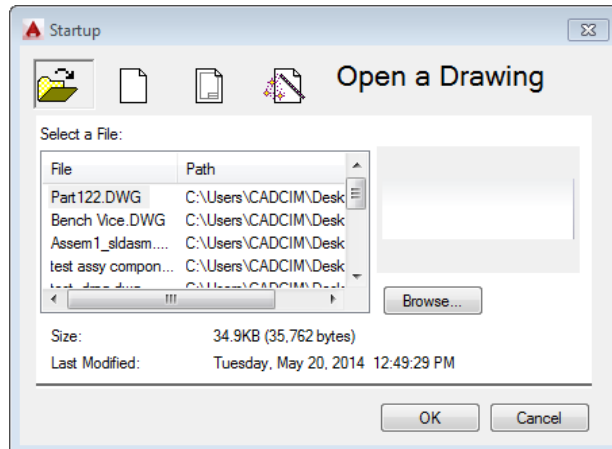 Startup
Open a Drawing
Select a File:
File Path
Part122.DWG C:\Users\CADCIM\Desk
Bench Vice.DWG C:\Users\CADCIM\Desk
Assem1_sldasm.... C:\Users\CADCIM\Desk
test assy compon... C:\Users\CADCIM\Desk
Browse...
Size: 34.9KB (35,762 bytes)
Last Modified: Tuesday, May 20, 2014 12:49:29 PM
OK Cancel